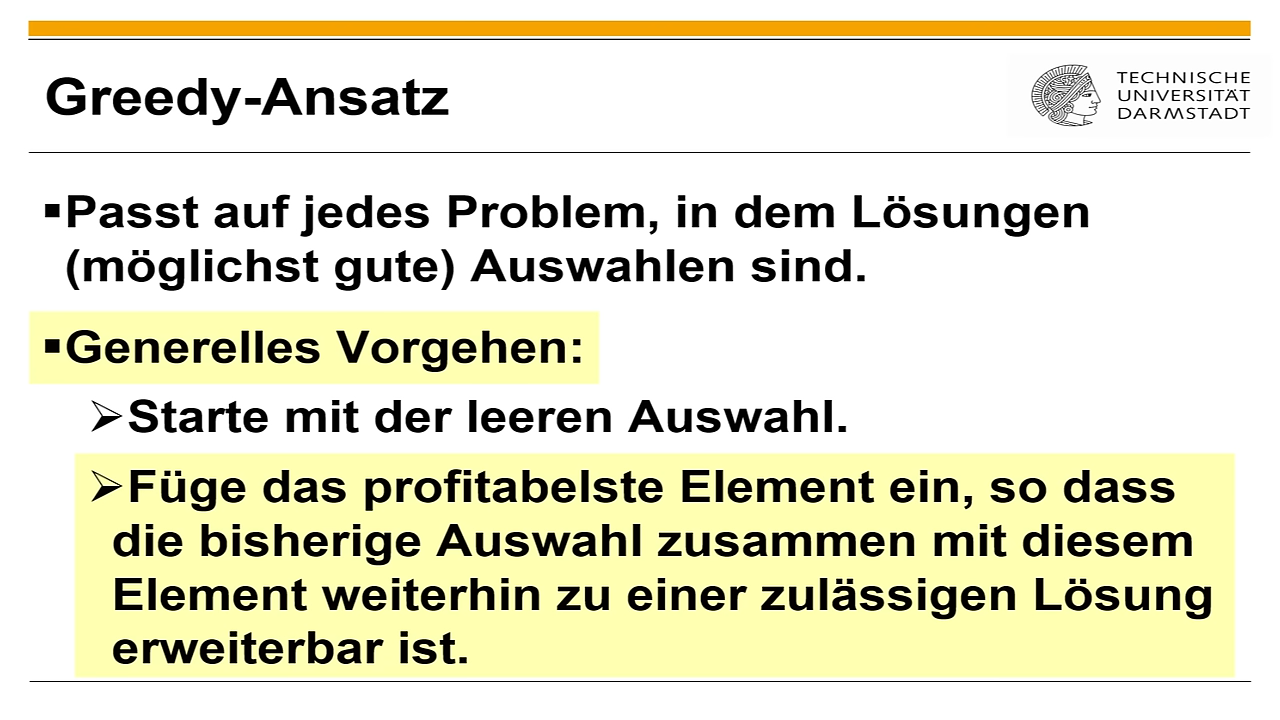 Greedy-Ansatz
TECHNISCHE
UNIVERSITÄT
DARMSTADT
▪Passt auf jedes Problem, in dem Lösungen
(möglichst gute) Auswahlen sind.
▪Generelles Vorgehen:
➢Starte mit der leeren Auswahl.
➢Füge das profitabelste Element ein, so dass
die bisherige Auswahl zusammen mit diesem
Element weiterhin zu einer zulässigen Lösung
erweiterbar ist.